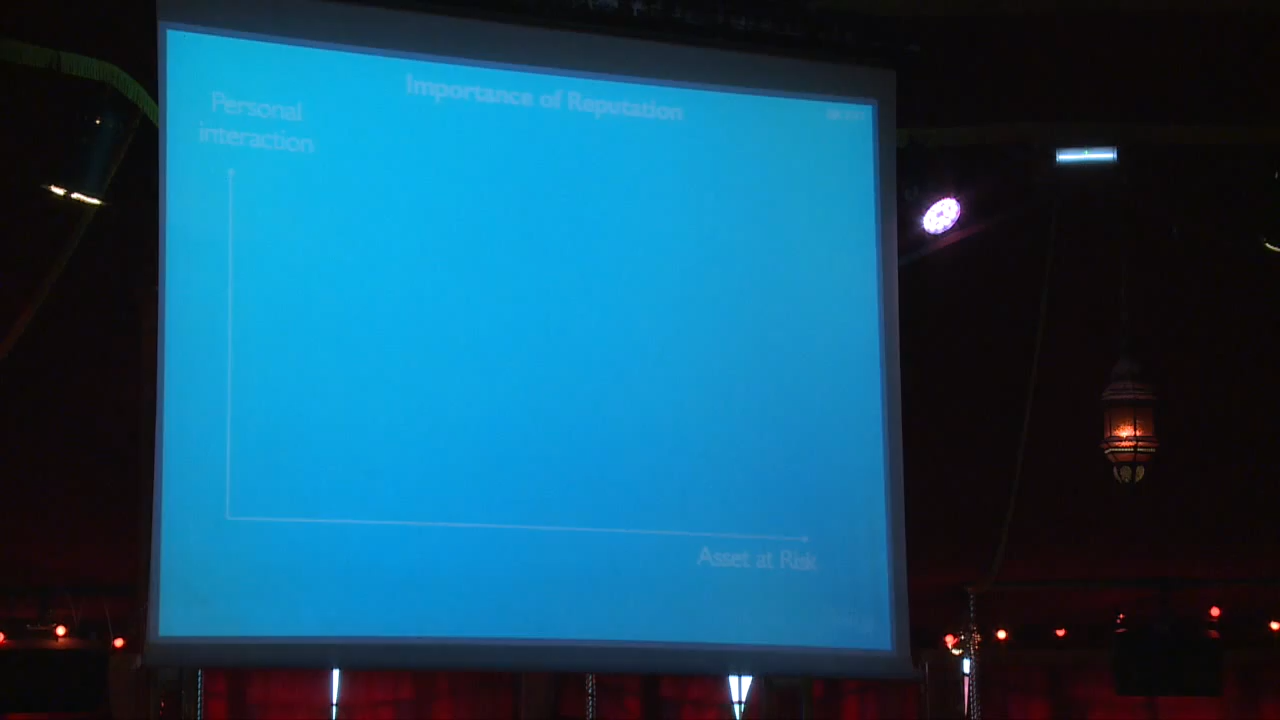 Importance of Reputation
Personal
interaction
Asset at Risk